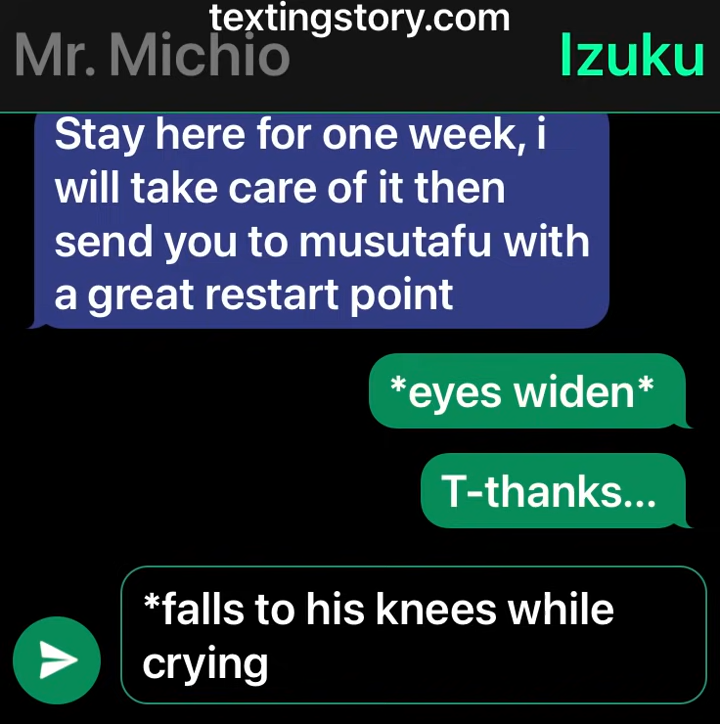 textingstory.com
Mr. Michio
Izuku
Stay here for one week, i
will take care of it then
send you to musutafu with
a great restart point
*eyes widen*
T-thanks...
*falls to his knees while
crying